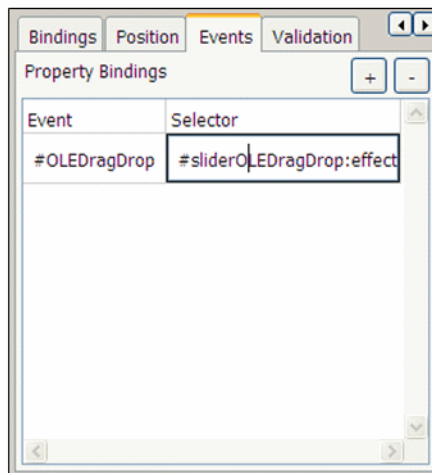 Bindings Position Events Validation
Property Bindings + -
Event Selector
#OLEDragDrop #sliderOLEDragDrop:effect